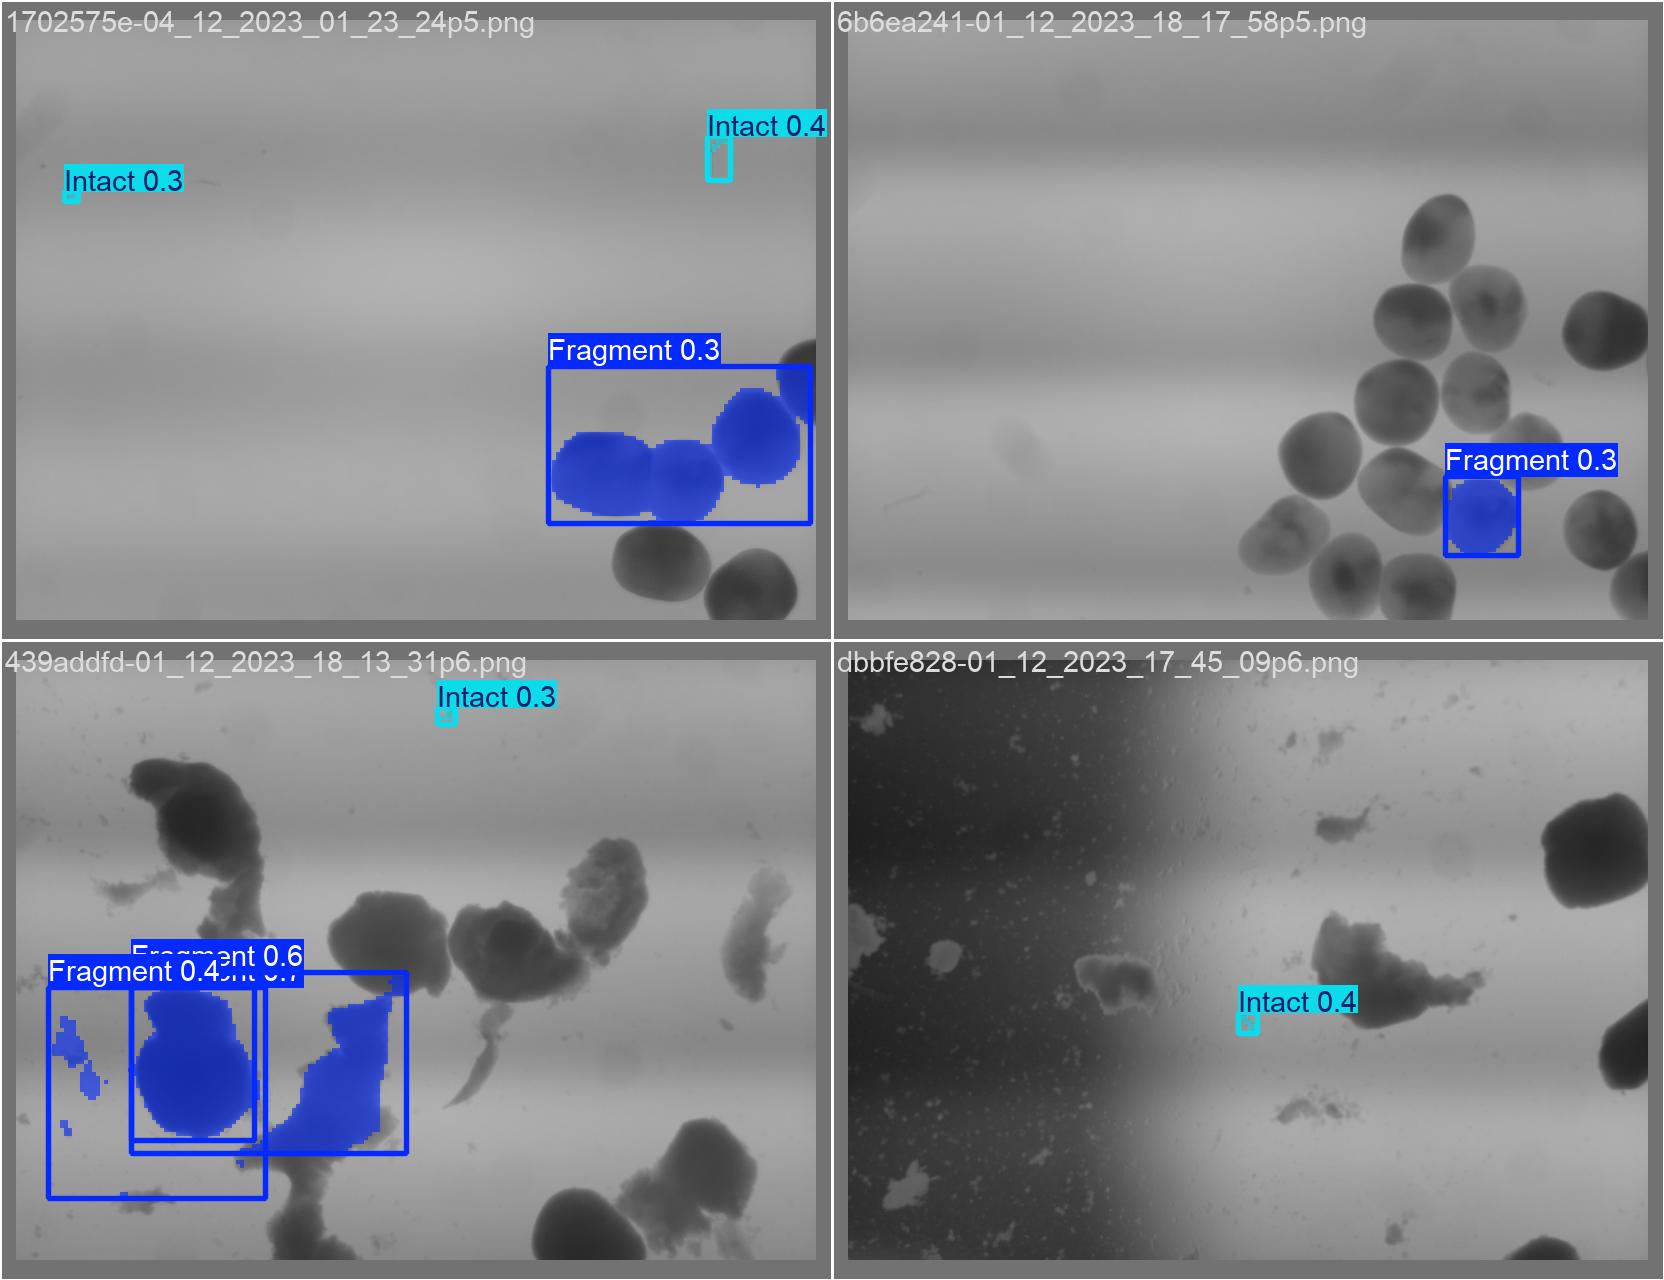 1702575e-04_12_2023_01_23_24p5.png
6b6ea241-01_12_2023_18_17_58p5.png
Intact 0.4
Intact 0.3
Fragment 0.3
Fragment 0.3
439addfd-01_12_2023_18_13_31p6.png
dbbfe828-01_12_2023_17_45_09p6.png
Intact 0.3
Fragment 0.6
Fragment 0.4
Intact 0.4